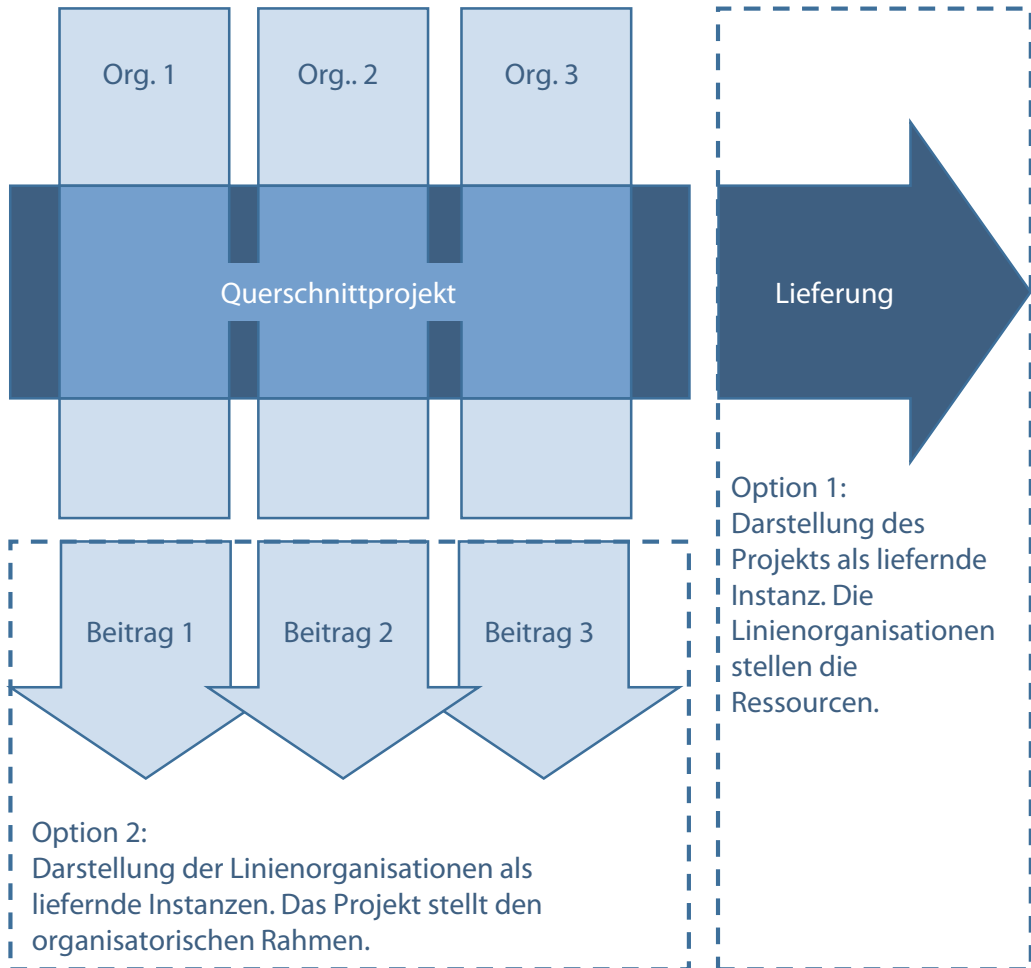 Org. 1
Org.. 2
Org. 3
Querschnittprojekt
Lieferung
Option 1:
Darstellung des
Projekts als liefernde
Instanz. Die
Linienorganisationen
stellen die
Ressourcen.
Beitrag 1
Beitrag 2
Beitrag 3
Option 2:
Darstellung der Linienorganisationen als
liefernde Instanzen. Das Projekt stellt den
organisatorischen Rahmen.